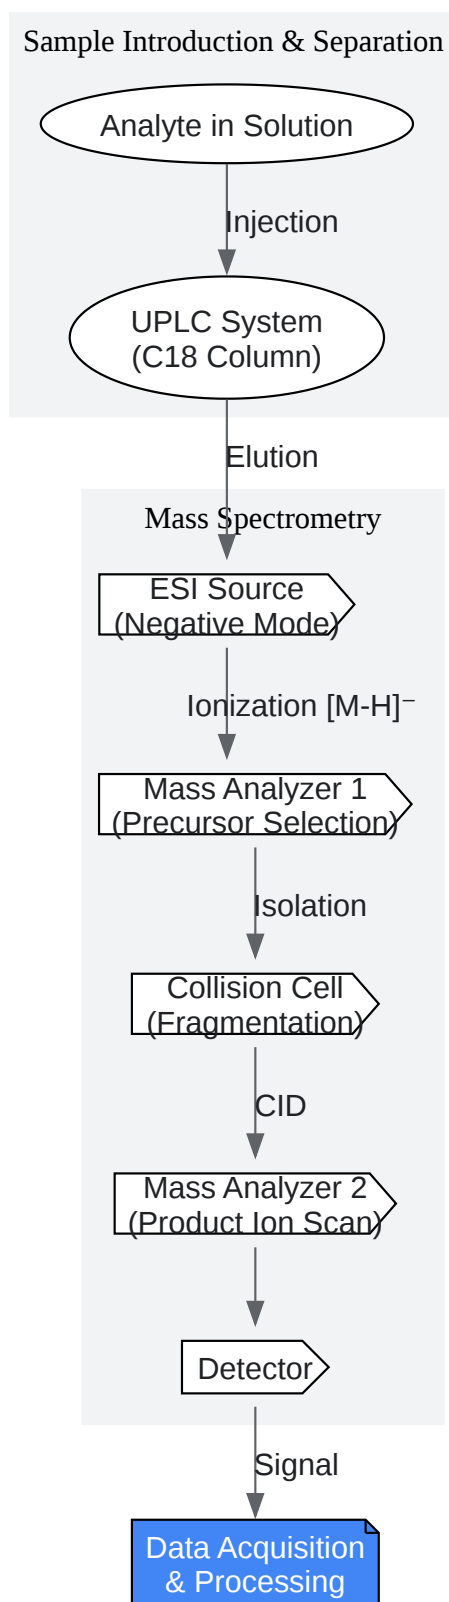 Sample Introduction & Separation
Analyte in Solution
Injection
UPLC System
(C18 Column)
Elution
Mass Spectrometry
ESI Source
(Negative Mode)
Ionization [M-H]⁻
Mass Analyzer 1
(Precursor Selection)
Isolation
Collision Cell
(Fragmentation)
CID
Mass Analyzer 2
(Product Ion Scan)
Detector
Signal
Data Acquisition
& Processing